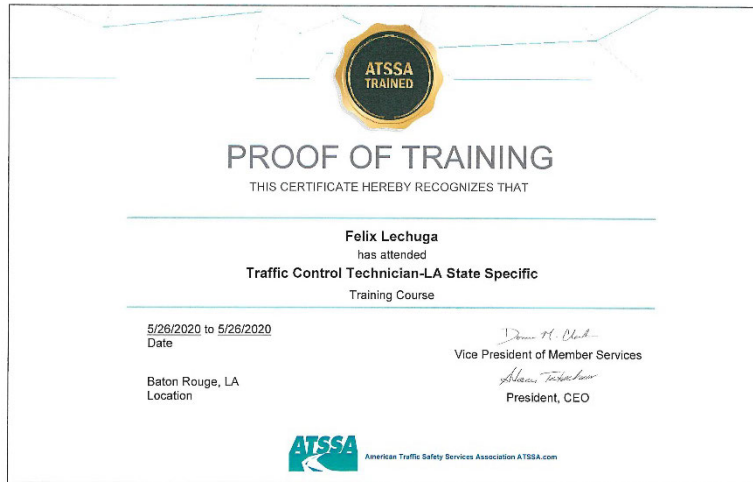 ATSSA
TRAINED
PROOF OF TRAINING
THIS CERTIFICATE HEREBY RECOGNIZES THAT
Felix Lechuga
has attended
Traffic Control Technician-LA State Specific
Training Course
5/26/2020 to 5/26/2020
Date
Vice President of Member Services
Baton Rouge, LA
Location
President, CEO
ATSSA
American Traffic Safety Services Association ATSSA.com